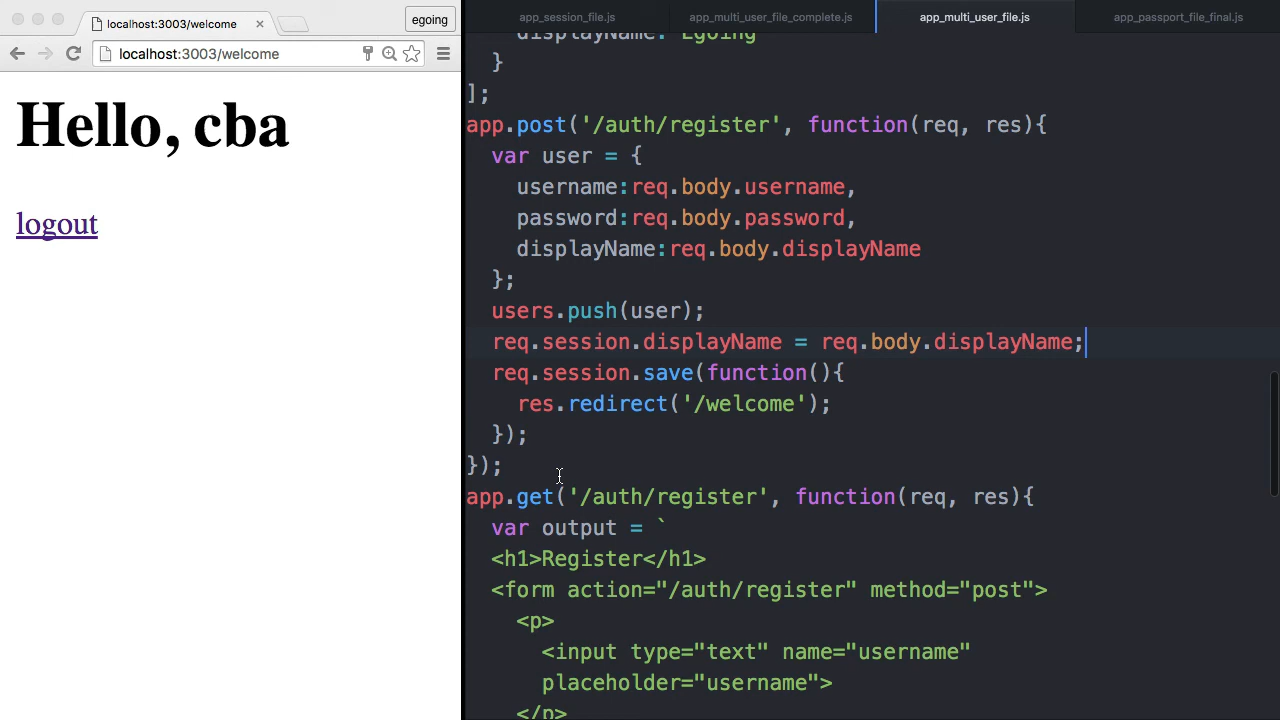 localhost:3003/welcome
egoing
localhost:3003/welcome
Hello, cba
logout
app_session_file.js
app_multi_user_file_complete.js
app_multi_user_file.js
app_passport_file_final.js
displayName:'Egoing'
}
];
app.post('/auth/register', function(req, res){
var user = {
username:req.body.username,
password:req.body.password,
displayName:req.body.displayName
};
users.push(user);
req.session.displayName = req.body.displayName;
req.session.save(function(){
res.redirect('/welcome');
});
});
app.get('/auth/register', function(req, res){
var output = `
<h1>Register</h1>
<form action="/auth/register" method="post">
<p>
<input type="text" name="username"
placeholder="username">
</p>